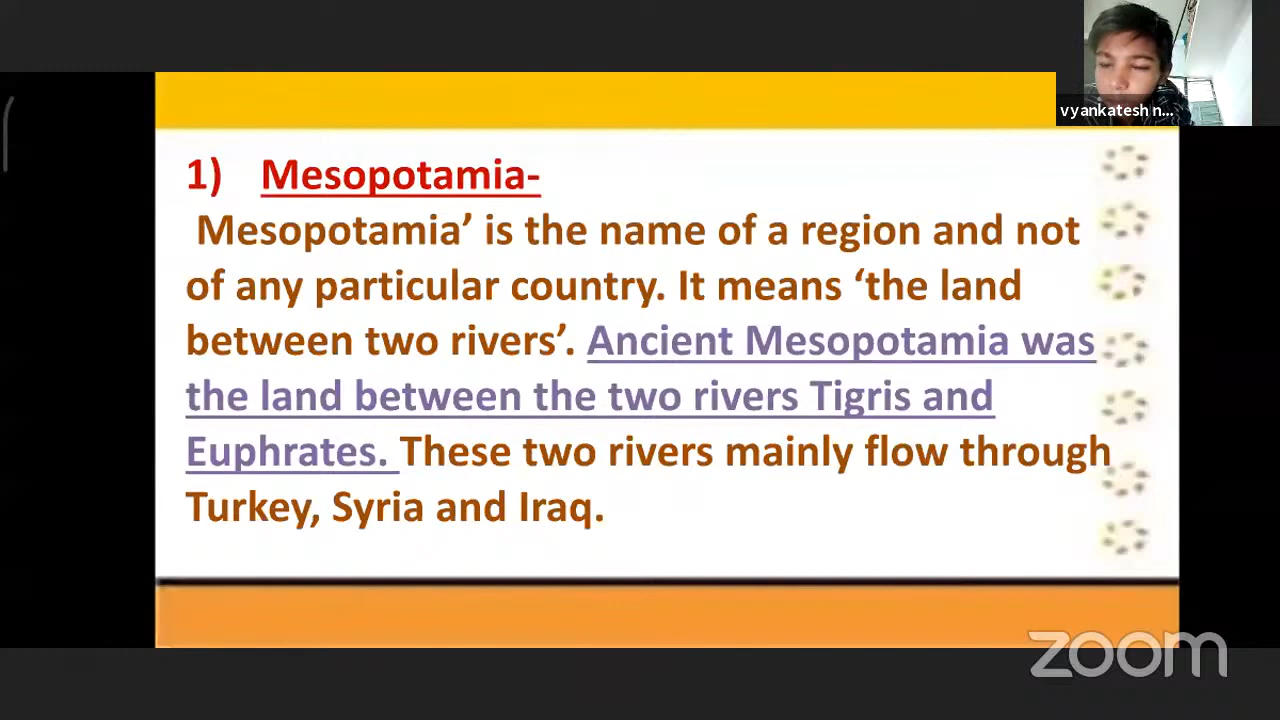 vyankatesh n...
1) Mesopotamia-
Mesopotamia’ is the name of a region and not
of any particular country. It means ‘the land
between two rivers’. Ancient Mesopotamia was
the land between the two rivers Tigris and
Euphrates. These two rivers mainly flow through
Turkey, Syria and Iraq.
zoom